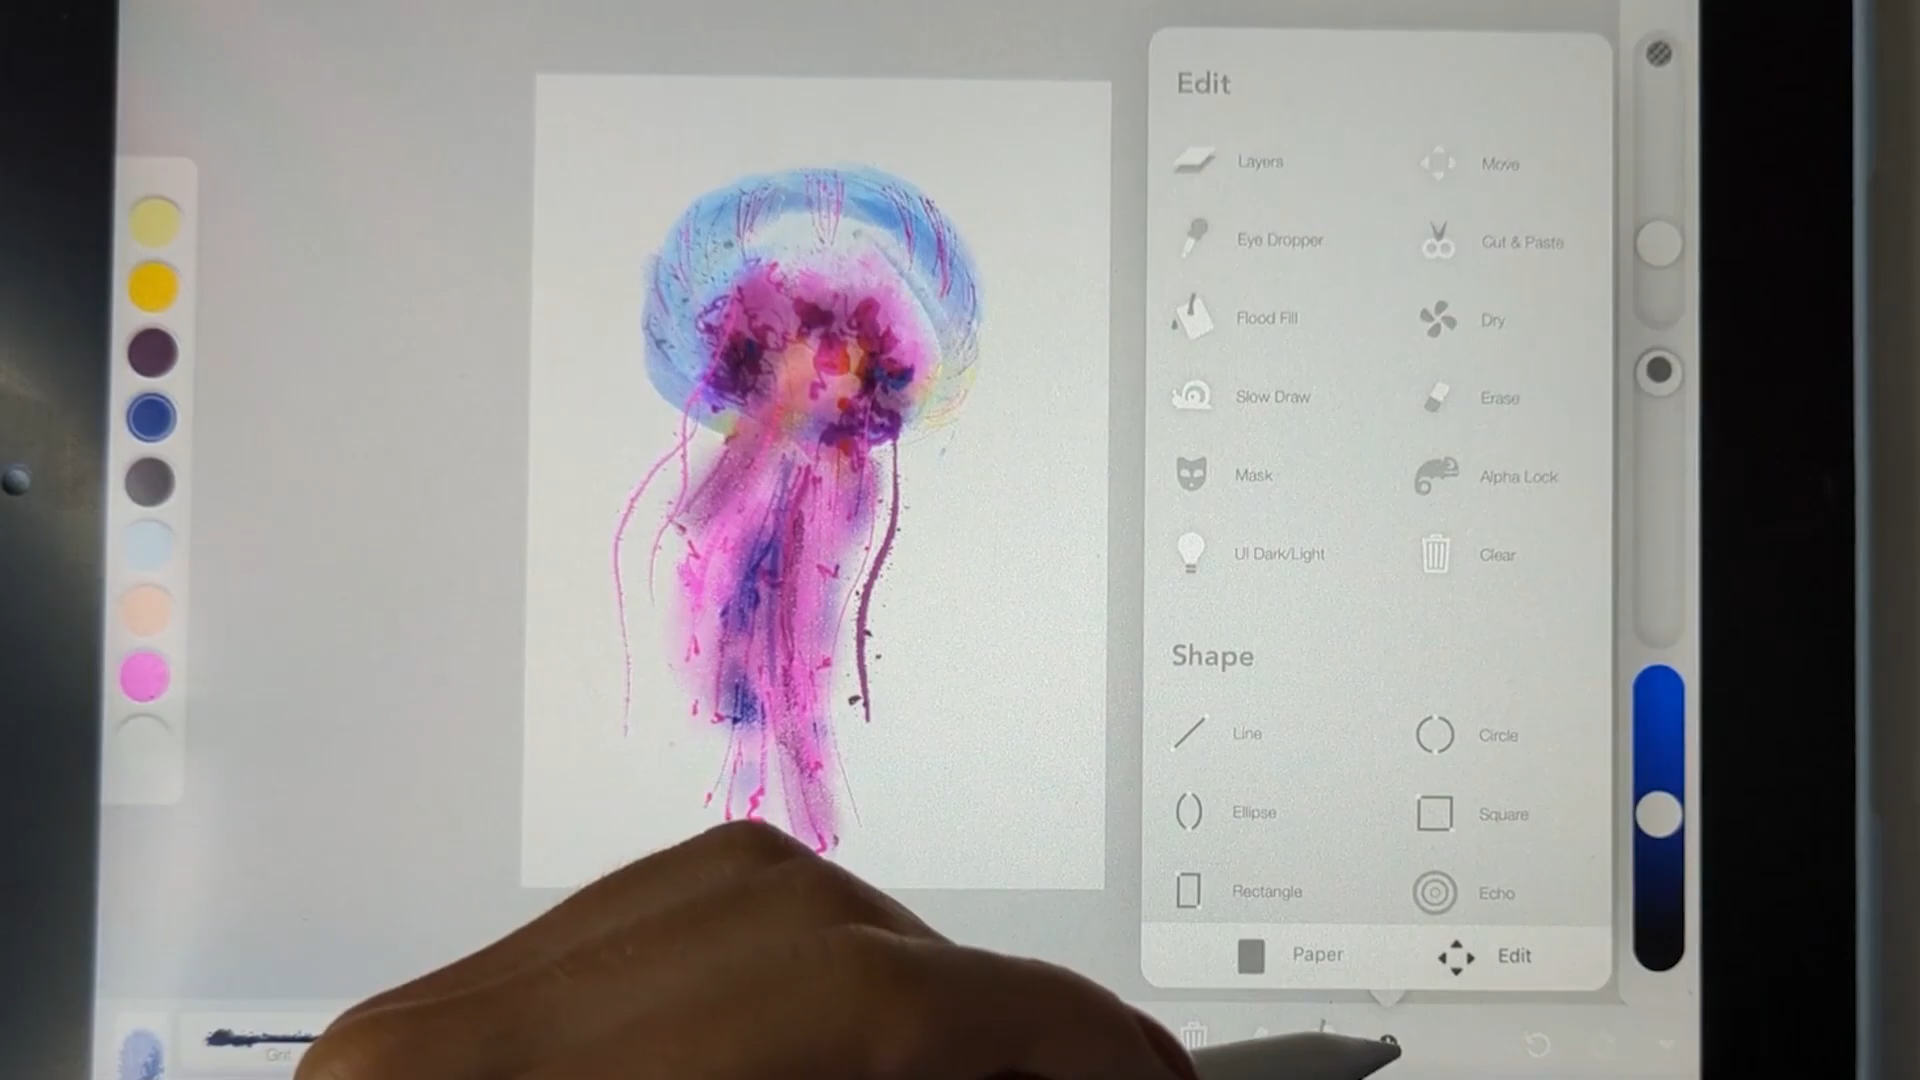 Edit
Layers
Move
Eye Dropper
Cut & Paste
Flood Fill
Dry
Slow Draw
Erase
Mask
Alpha Lock
UI Dark/Light
Clear
Shape
Line
Circle
Ellipse
Square
Rectangle
Echo
Paper
Edit
Grit